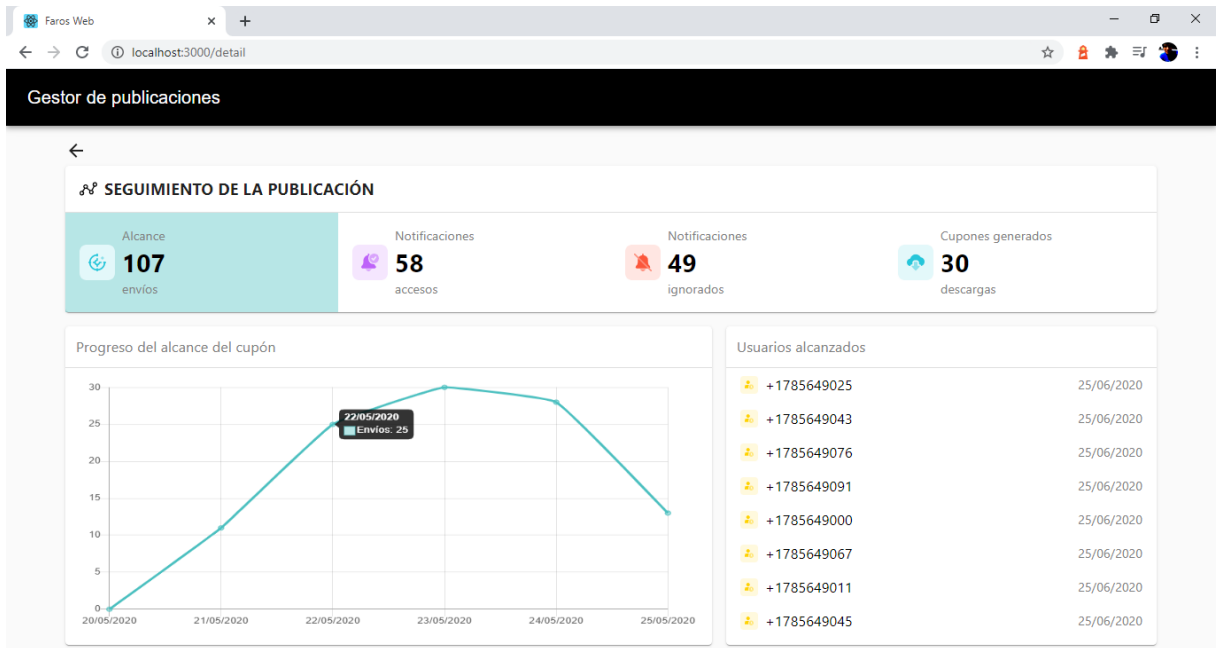 Faros Web
localhost:3000/detail
Gestor de publicaciones
SEGUIMIENTO DE LA PUBLICACIÓN
Alcance
107
envíos
Notificaciones
58
accesos
Notificaciones
49
ignorados
Cupones generados
30
descargas
Progreso del alcance del cupón
30
25
20
15
10
5
0
22/05/2020
Envíos: 25
20/05/2020 21/05/2020 22/05/2020 23/05/2020 24/05/2020 25/05/2020
Usuarios alcanzados
+1785649025 25/06/2020
+1785649043 25/06/2020
+1785649076 25/06/2020
+1785649091 25/06/2020
+1785649000 25/06/2020
+1785649067 25/06/2020
+1785649011 25/06/2020
+1785649045 25/06/2020